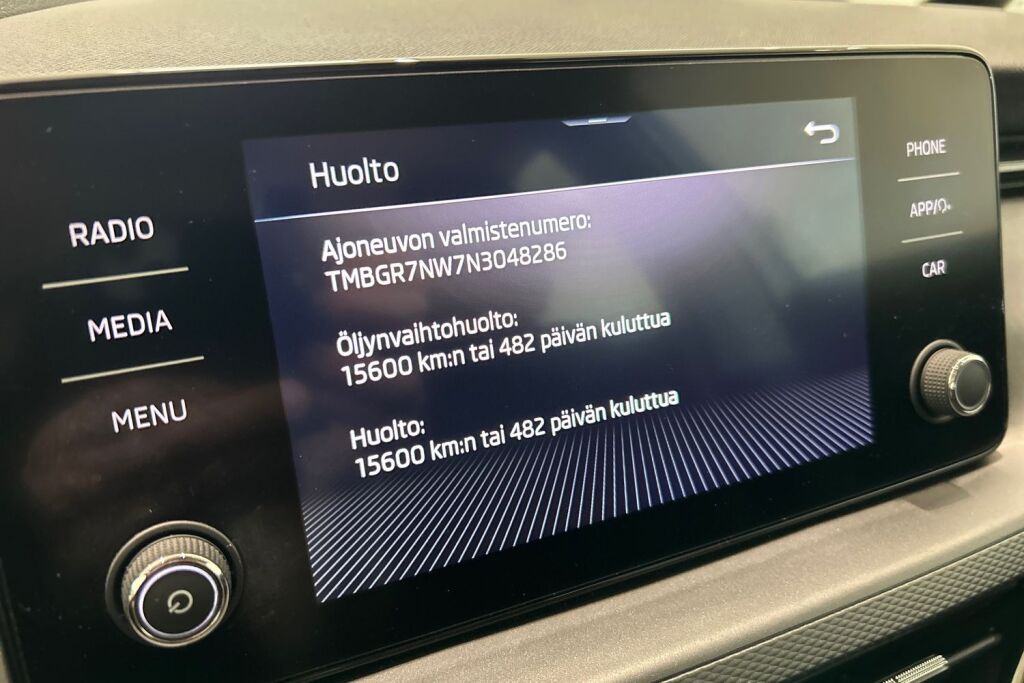 Huolto
Ajoneuvon valmistenumero:
TMBGR7NW7N3048286
Öljynvaihtohuolto:
15600 km:n tai 482 päivän kuluttua
Huolto:
15600 km:n tai 482 päivän kuluttua
RADIO
MEDIA
MENU
PHONE
APP/
CAR